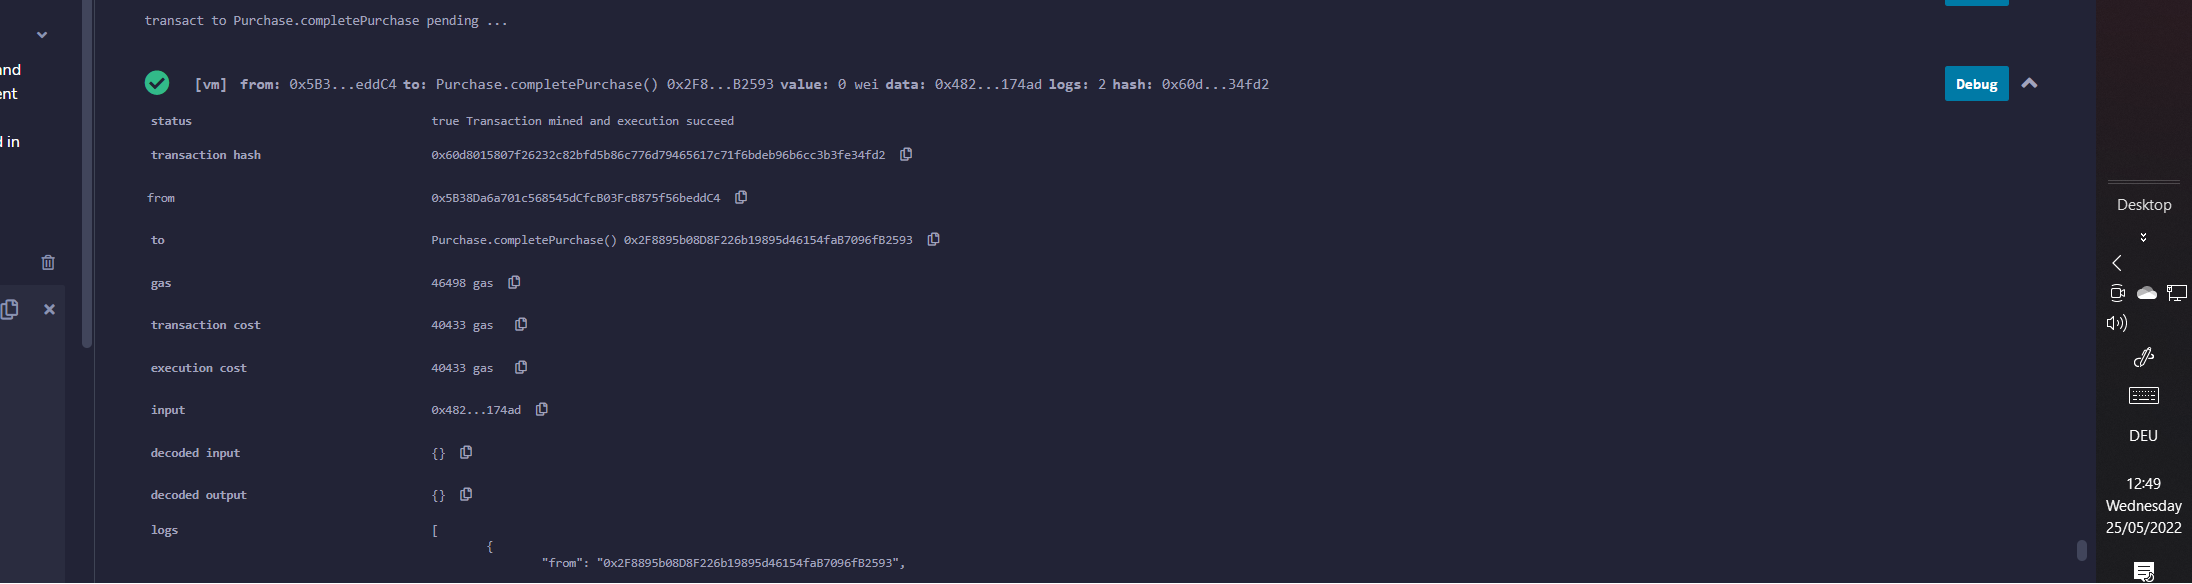 transact to Purchase.completePurchase pending ...
and
ent
d in
[vm] from: 0x5B3...eddC4 to: Purchase.completePurchase() 0x2F8...B2593 value: 0 wei data: 0x482...174ad logs: 2 hash: 0x60d...34fd2
Debug
status true Transaction mined and execution succeed
transaction hash 0x60d8015807f26232c82bfd5b86c776d79465617c71f6bdeb96b6cc3b3fe34fd2
from 0x5B38Da6a701c568545dCfcB03FcB875f56beddC4
to Purchase.completePurchase() 0x2F8895b08D8F226b19895d46154faB7096fB2593
gas 46498 gas
transaction cost 40433 gas
execution cost 40433 gas
input 0x482...174ad
decoded input {}
decoded output {}
logs [
{
"from": "0x2F8895b08D8F226b19895d46154faB7096fB2593",
Desktop
DEU
12:49
Wednesday
25/05/2022